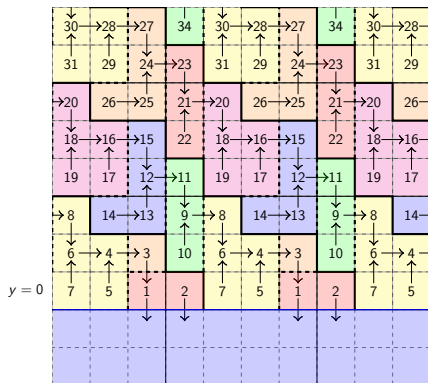 30 28 27 34 30 28 27 34 30 28
31 29 24 23 31 29 24 23 31 29
20 26 25 21 20 26 25 21 20 26
18 16 15 22 18 16 15 22 18 16
19 17 12 11 19 17 12 11 19 17
8 14 13 9 8 14 13 9 8 14
6 4 3 10 6 4 3 10 6 4
y = 0 7 5 1 2 7 5 1 2 7 5